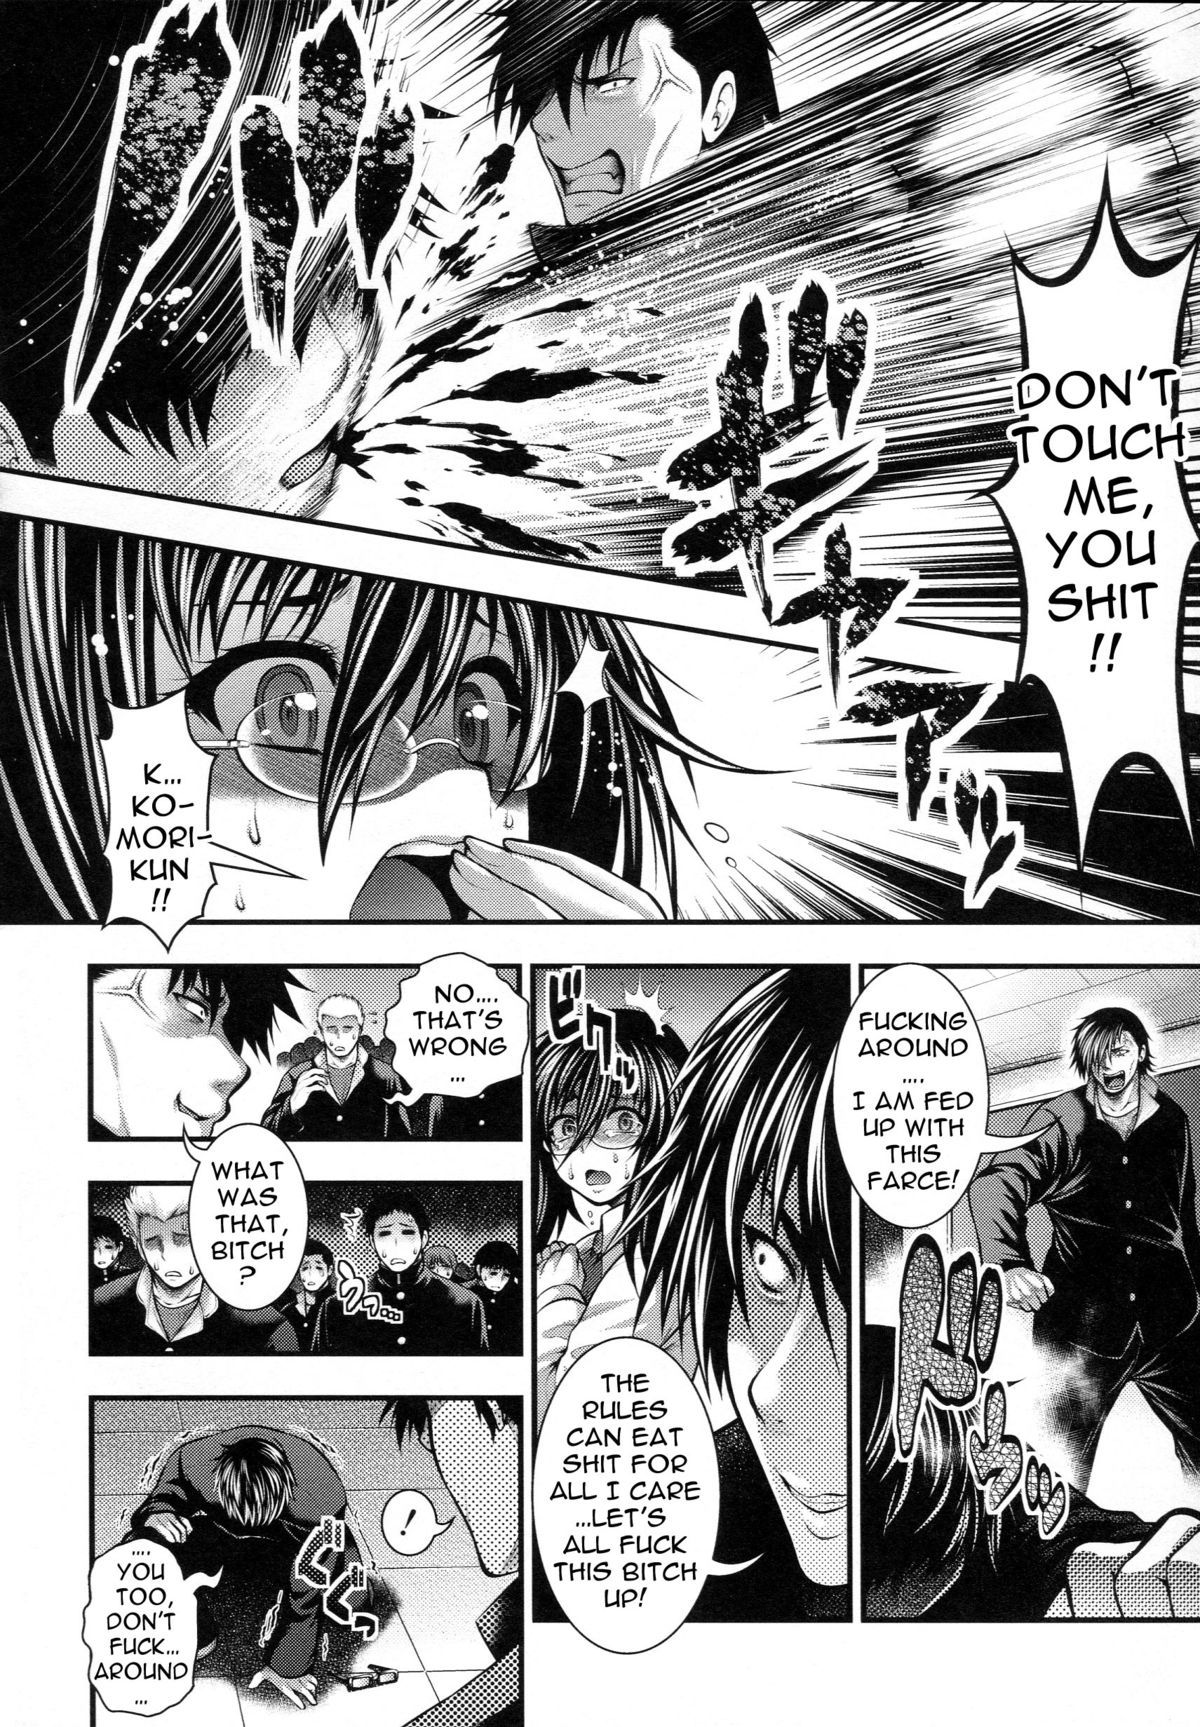 DON'T
TOUCH
ME,
YOU
SHIT
!!
K...
KO-
MORI-
KUN
!!
FUCKING
AROUND
....
I AM FED
UP WITH
THIS
FARCE!
THE
RULES
CAN EAT
SHIT FOR
ALL I CARE
...LET'S
ALL FUCK
THIS BITCH
UP!
NO....
THAT'S
WRONG
...
WHAT
WAS
THAT,
BITCH
?
!
....
YOU
TOO,
DON'T
FUCK...
AROUND
...